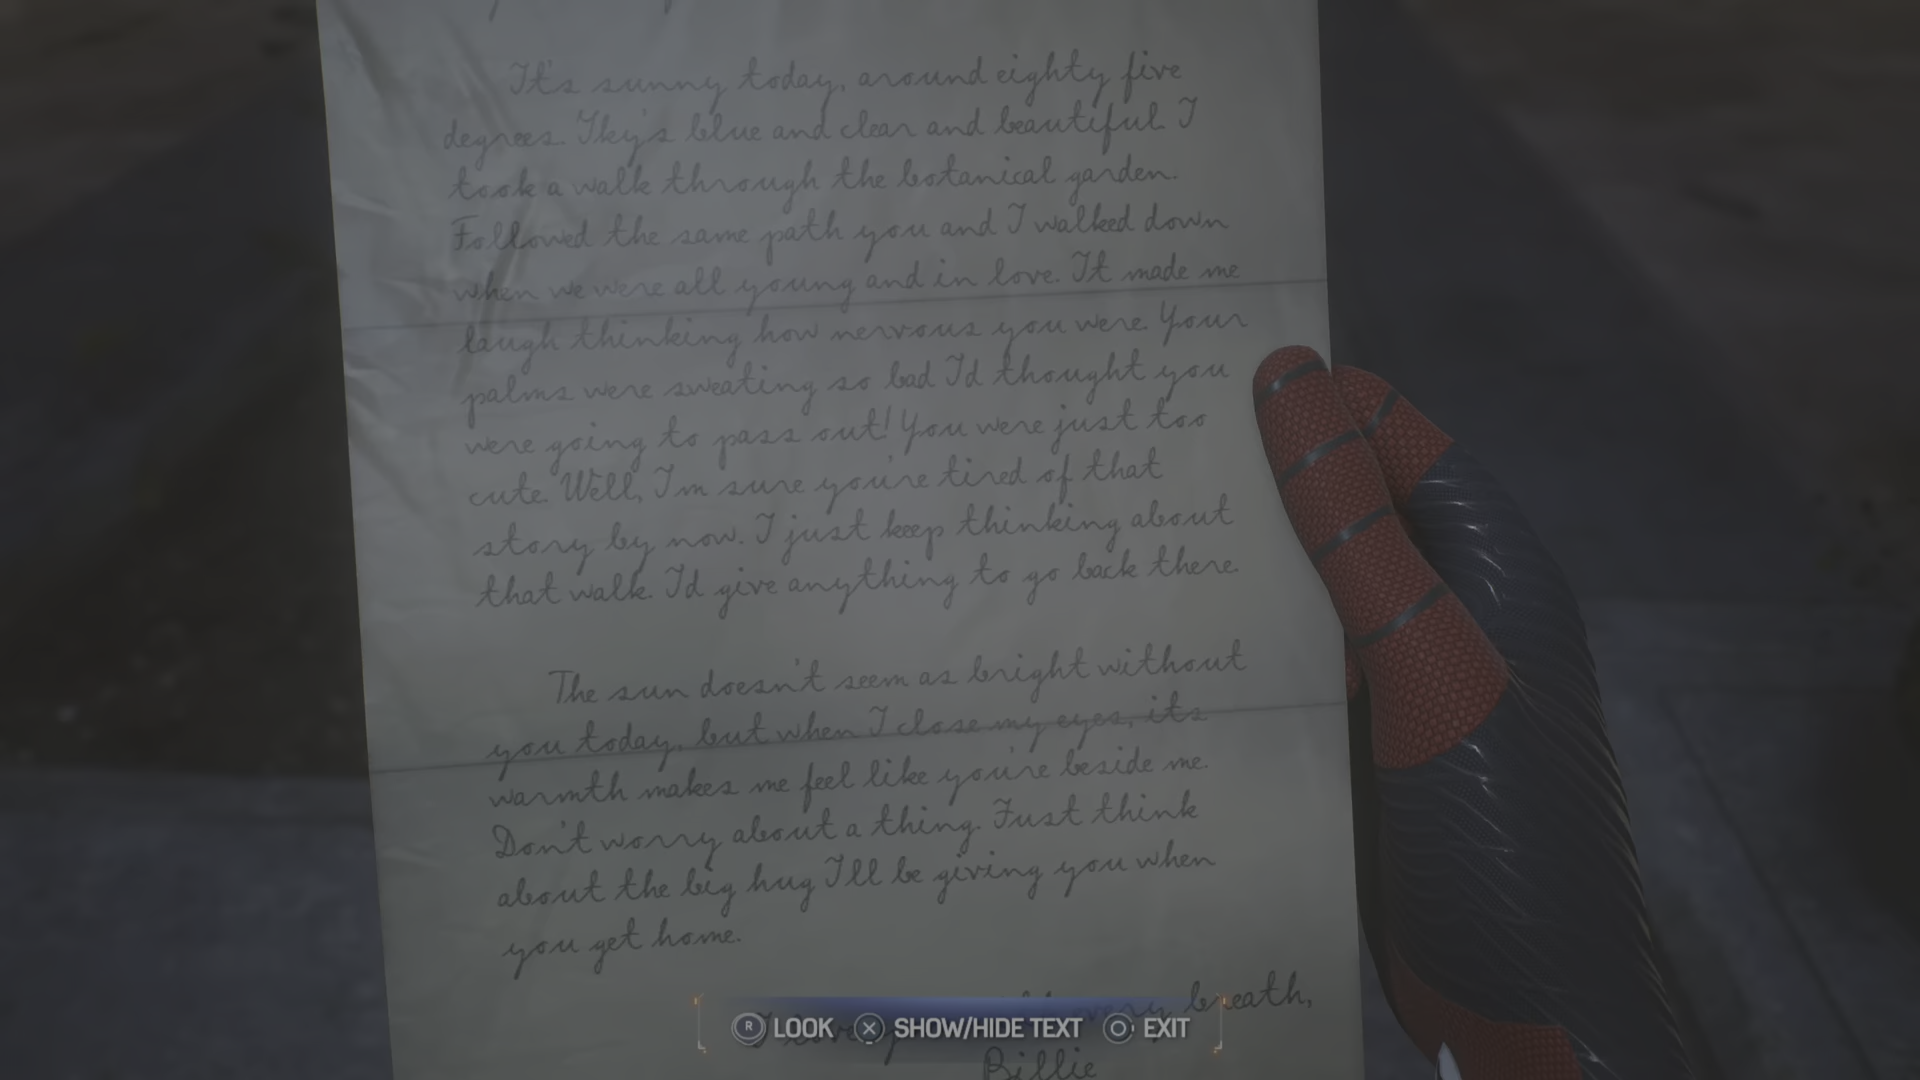 It's sunny today, around eighty five
degrees. Sky's blue and clear and beautiful. I
took a walk through the botanical garden.
Followed the same path you and I walked down
when we were all young and in love. It made me
laugh thinking how nervous you were. Your
palms were sweating so bad I'd thought you
were going to pass out! You were just too
cute. Well, I'm sure you're tired of that
story by now. I just keep thinking about
that walk. I'd give anything to go back there.
The sun doesn't seem as bright without
you today, but when I close my eyes, its
warmth makes me feel like you're beside me.
Don't worry about a thing. Just think
about the big hug I'll be giving you when
you get home.
I love every breath,
Billie
R LOOK SHOW/HIDE TEXT EXIT